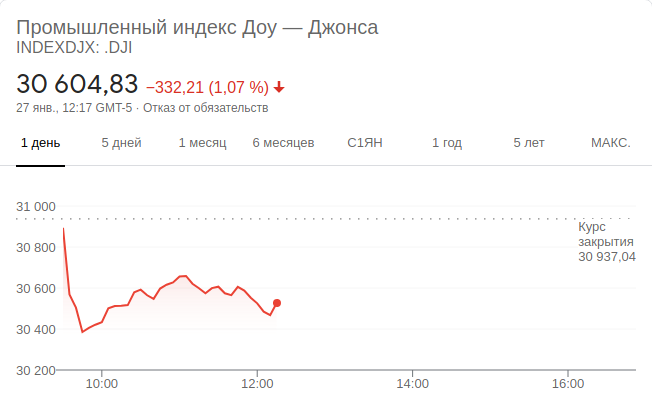 Промышленный индекс Доу — Джонса
INDEXDJX: .DJI
30 604,83 −332,21 (1,07 %)
27 янв., 12:17 GMT-5 · Отказ от обязательств
1 день 5 дней 1 месяц 6 месяцев С1ЯН 1 год 5 лет МАКС.
31 000
Курс
закрытия
30 937,04
30 800
30 600
30 400
30 200
10:00 12:00 14:00 16:00